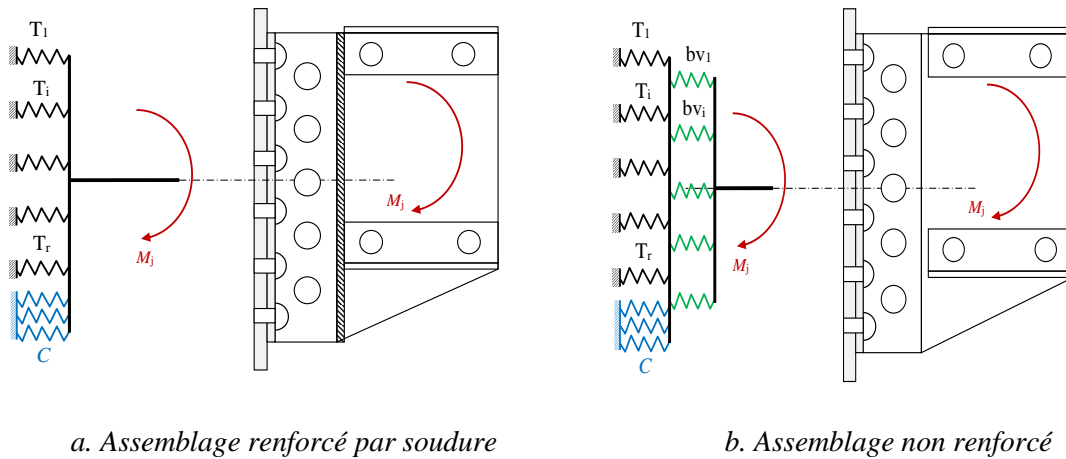 T1
Ti
Tr
C
Mj
Mj
T1
Ti
Tr
C
bv1
bvi
Mj
Mj
a. Assemblage renforcé par soudure
b. Assemblage non renforcé